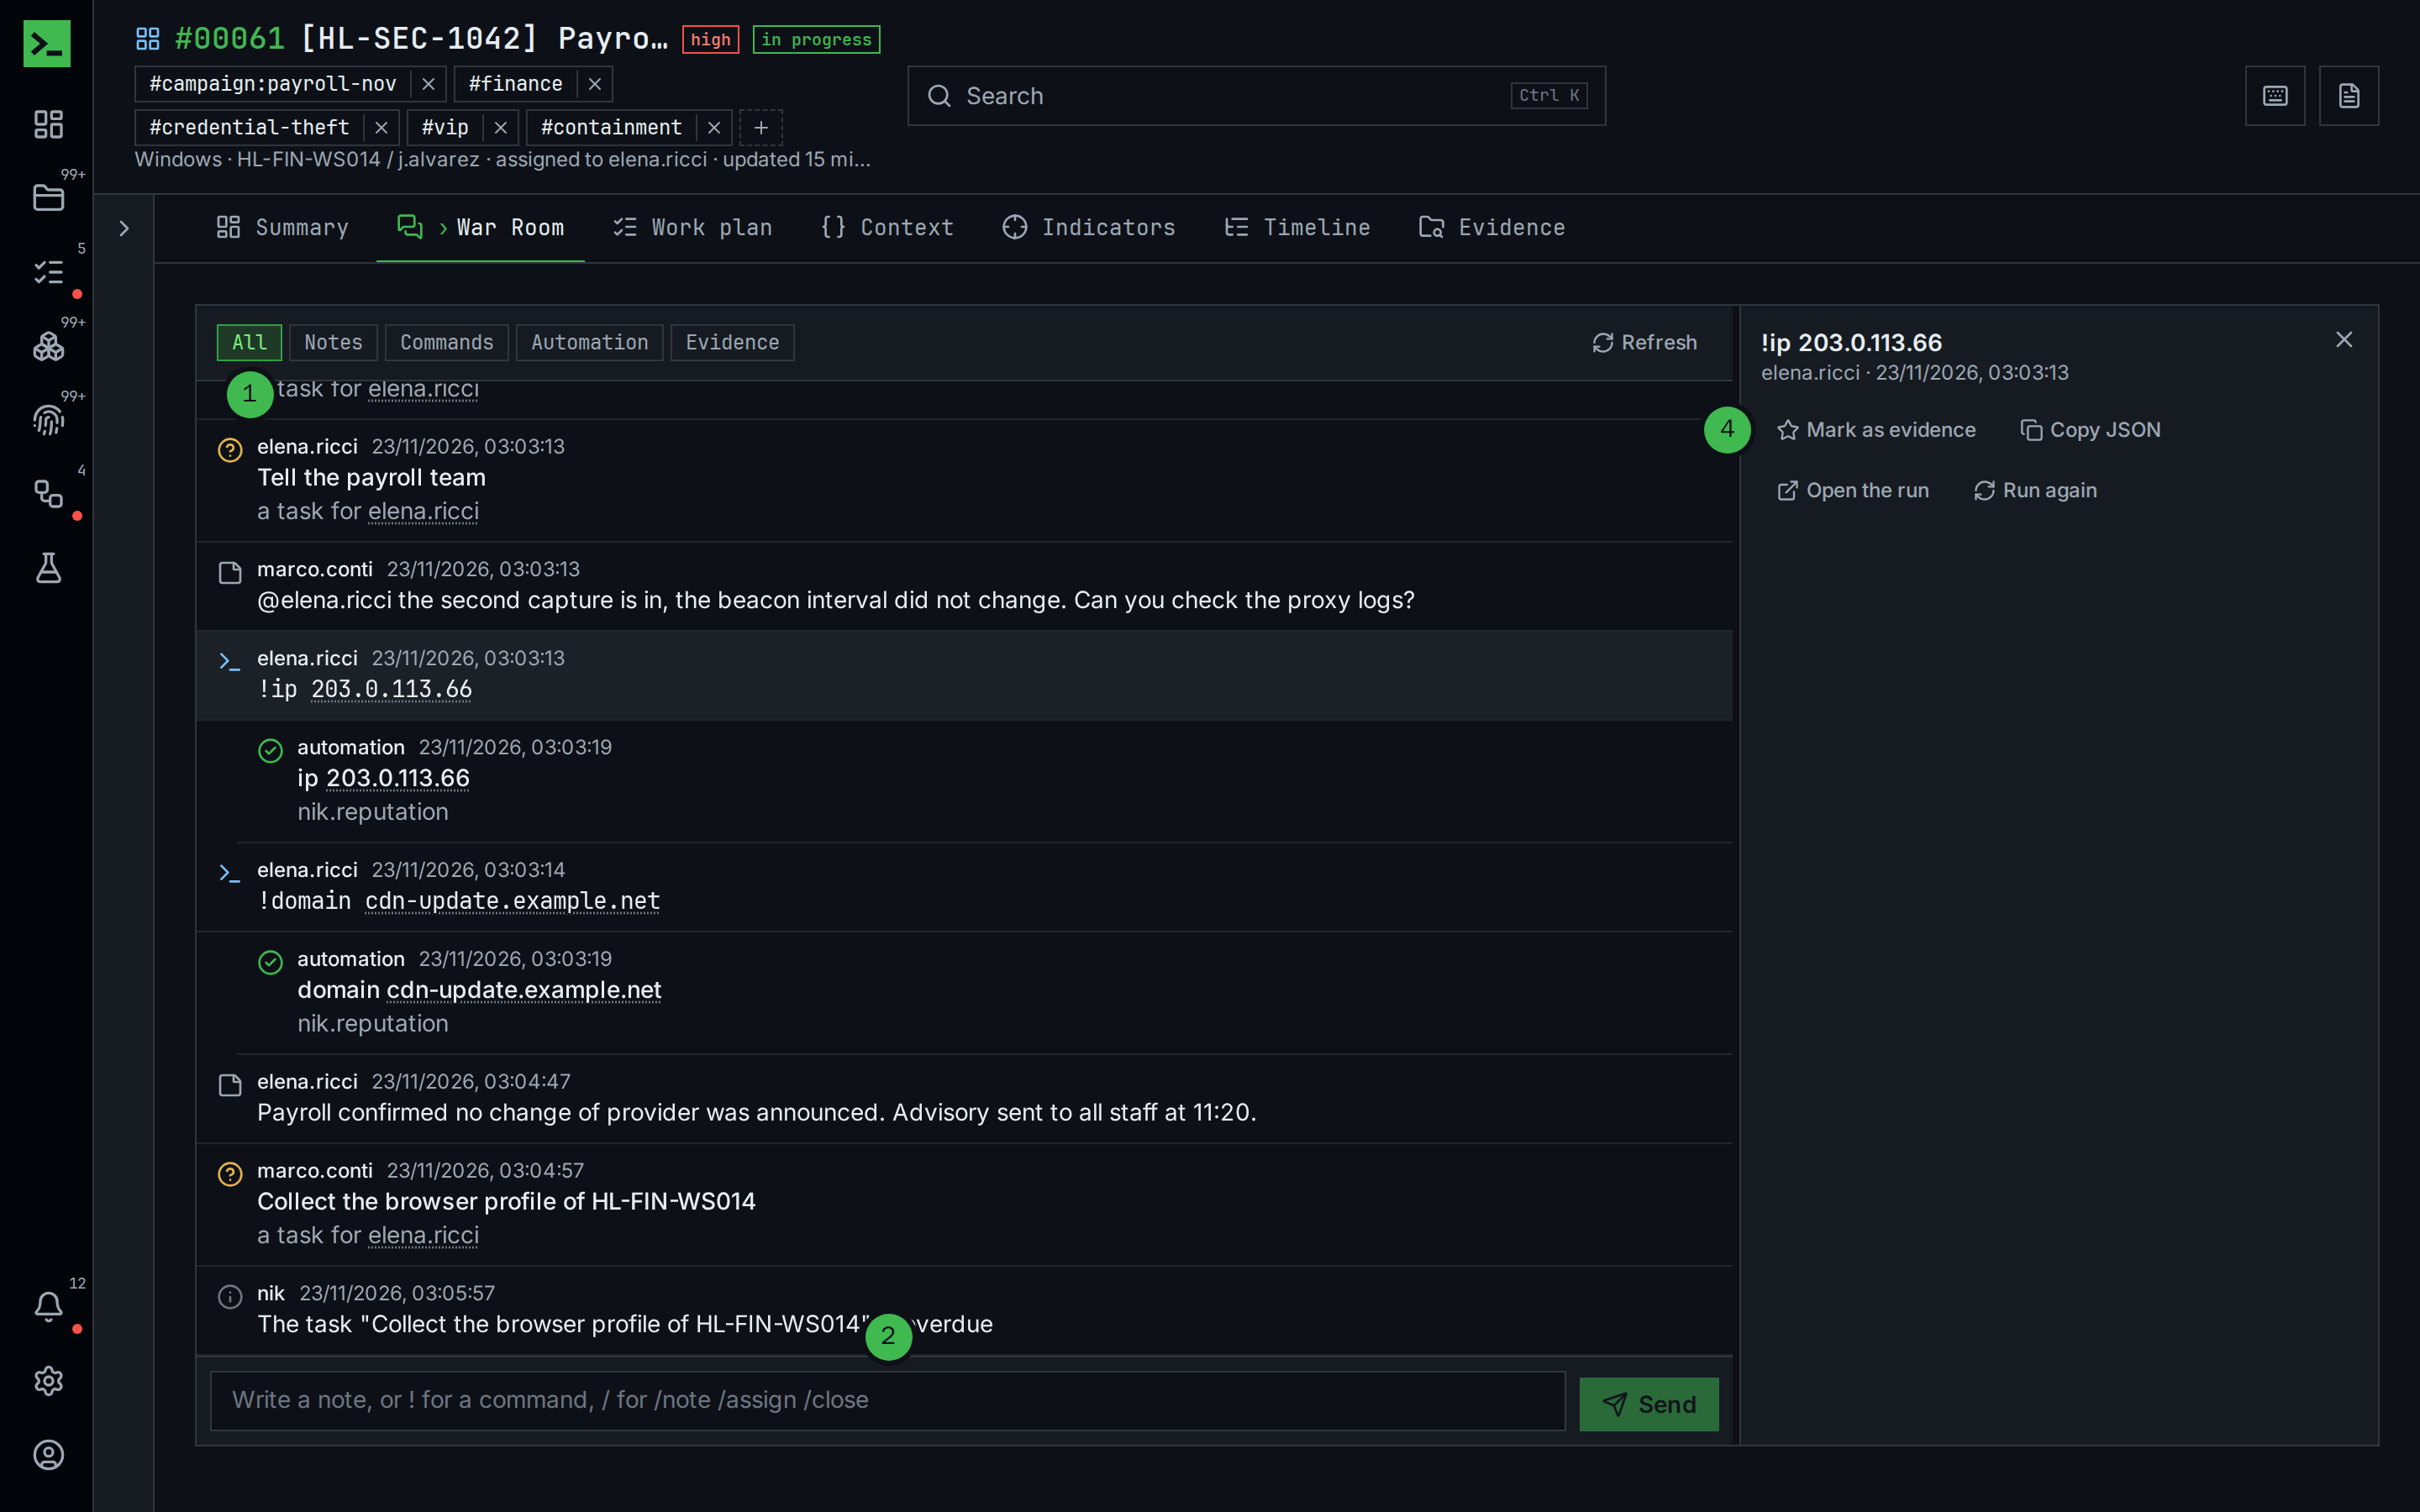 #00061 [HL-SEC-1042] Payro… high in progress
#campaign:payroll-nov #finance
#credential-theft #vip #containment
Windows · HL-FIN-WS014 / j.alvarez · assigned to elena.ricci · updated 15 mi…
Search Ctrl K
99+
5
99+
99+
4
12
Summary › War Room Work plan Context Indicators Timeline Evidence
All Notes Commands Automation Evidence Refresh
1
task for elena.ricci
elena.ricci 23/11/2026, 03:03:13
Tell the payroll team
a task for elena.ricci
marco.conti 23/11/2026, 03:03:13
@elena.ricci the second capture is in, the beacon interval did not change. Can you check the proxy logs?
elena.ricci 23/11/2026, 03:03:13
!ip 203.0.113.66
automation 23/11/2026, 03:03:19
ip 203.0.113.66
nik.reputation
elena.ricci 23/11/2026, 03:03:14
!domain cdn-update.example.net
automation 23/11/2026, 03:03:19
domain cdn-update.example.net
nik.reputation
elena.ricci 23/11/2026, 03:04:47
Payroll confirmed no change of provider was announced. Advisory sent to all staff at 11:20.
marco.conti 23/11/2026, 03:04:57
Collect the browser profile of HL-FIN-WS014
a task for elena.ricci
nik 23/11/2026, 03:05:57
The task "Collect the browser profile of HL-FIN-WS014" verdue
2
Write a note, or ! for a command, / for /note /assign /close
Send
!ip 203.0.113.66
elena.ricci · 23/11/2026, 03:03:13
4
Mark as evidence Copy JSON
Open the run Run again